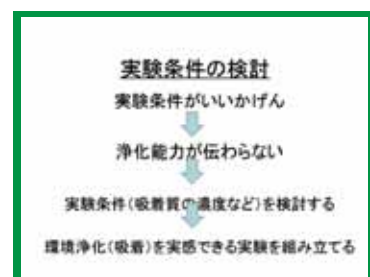 実験条件の検討
実験条件がいいかげん
浄化能力が伝わらない
実験条件(吸着質の濃度など)を検討する
環境浄化(吸着)を実感できる実験を組み立てる